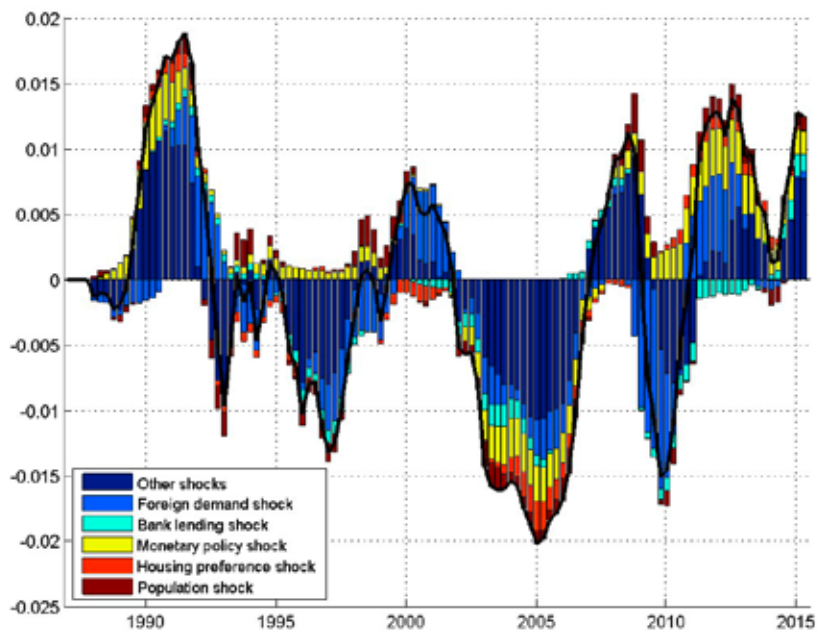 0.02
0.015
0.01
0.005
0
-0.005
-0.01
-0.015
-0.02
-0.025
Other shocks
Foreign demand shock
Bank lending shock
Monetary policy shock
Housing preference shock
Population shock
1990 1995 2000 2005 2010 2015